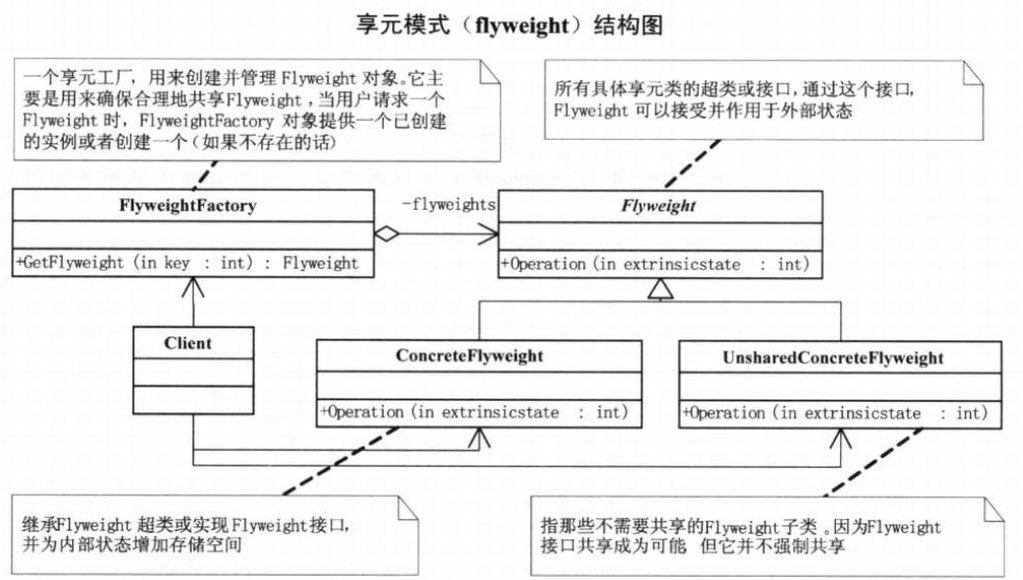 享元模式（flyweight）结构图
一个享元工厂，用来创建并管理 Flyweight 对象。它主
要是用来确保合理地共享Flyweight，当用户请求一个
Flyweight 时，FlyweightFactory 对象提供一个已创建
的实例或者创建一个（如果不存在的话）
所有具体享元类的超类或接口，通过这个接口，
Flyweight 可以接受并作用于外部状态
FlyweightFactory
+GetFlyweight (in key : int) : Flyweight
-flyweights
Flyweight
+Operation (in extrinsicstate : int)
Client
ConcreteFlyweight
+Operation (in extrinsicstate : int)
UnsharedConcreteFlyweight
+Operation (in extrinsicstate : int)
继承Flyweight 超类或实现 Flyweight接口，
并为内部状态增加存储空间
指那些不需要共享的Flyweight 子类。因为Flyweight
接口共享成为可能 但它并不强制共享